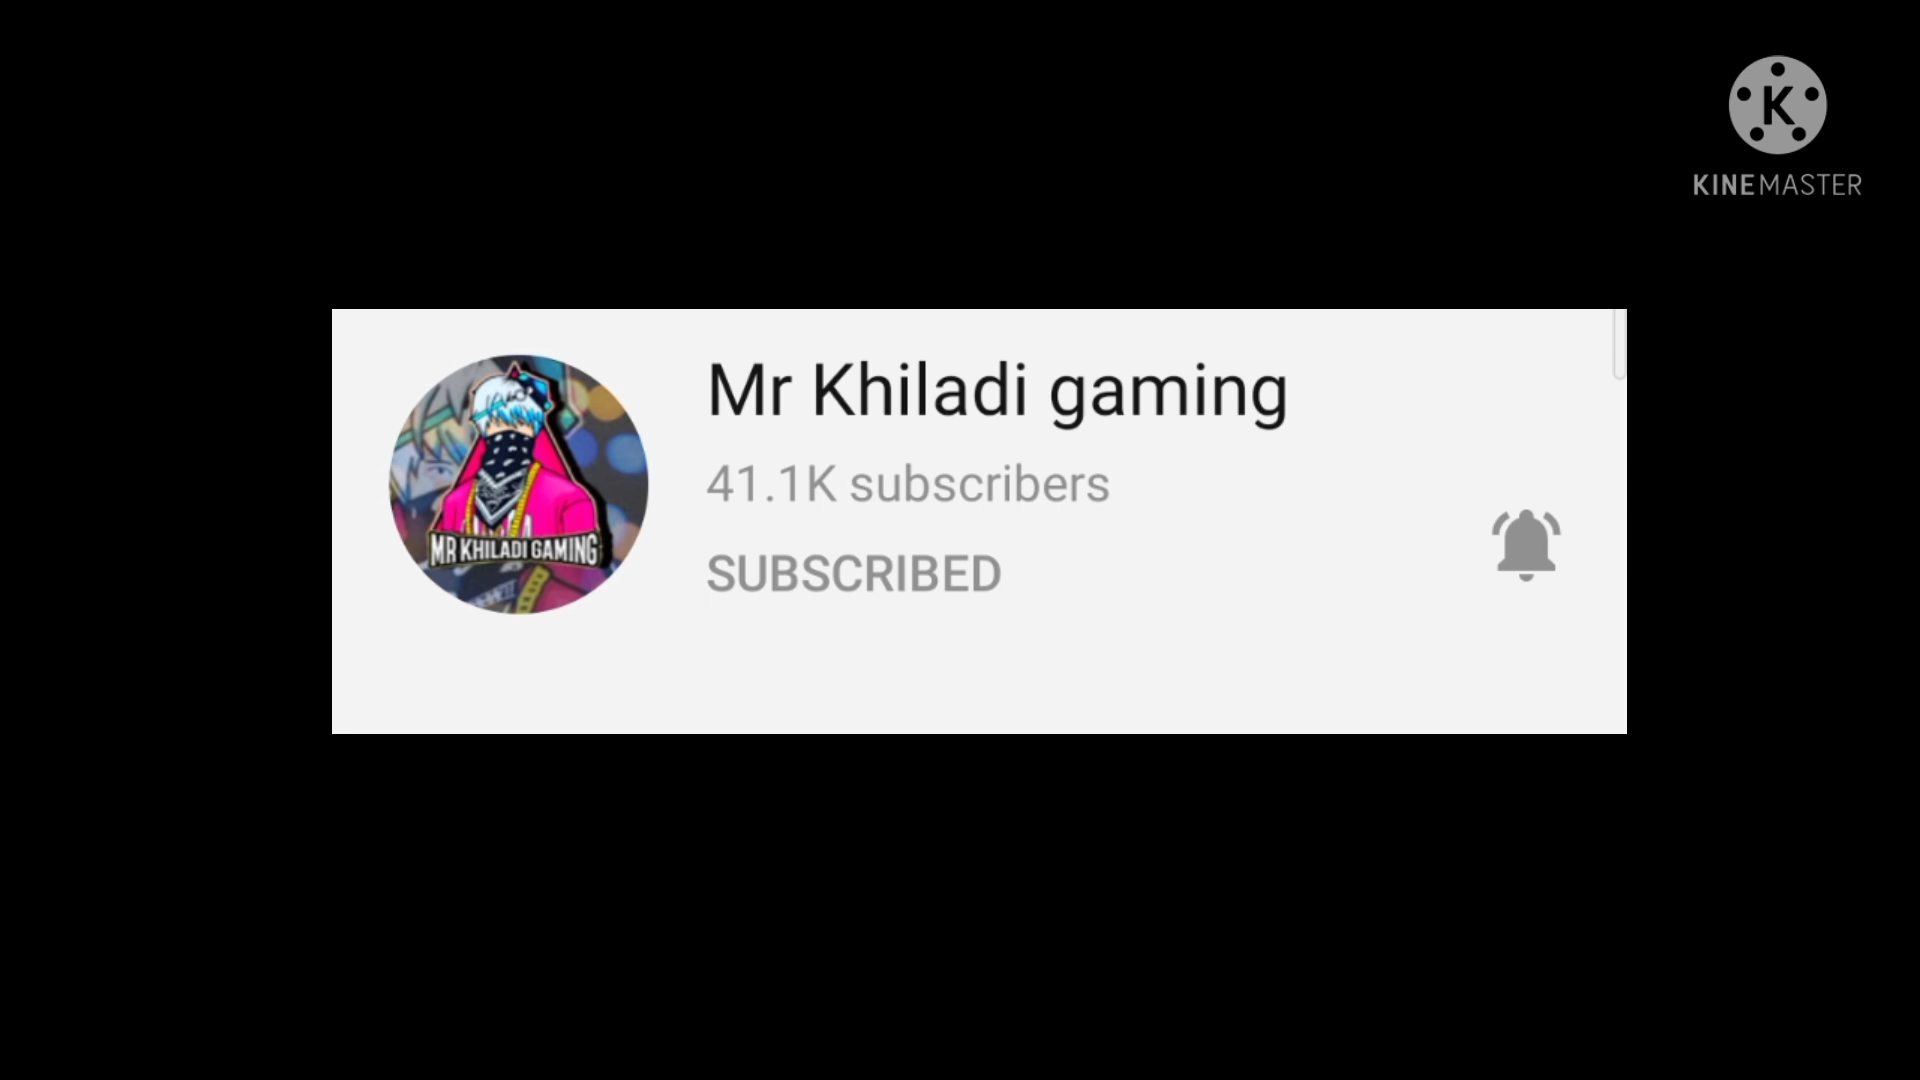 K
KINEMASTER
Mr Khiladi gaming
41.1K subscribers
SUBSCRIBED
MR KHILADI GAMING